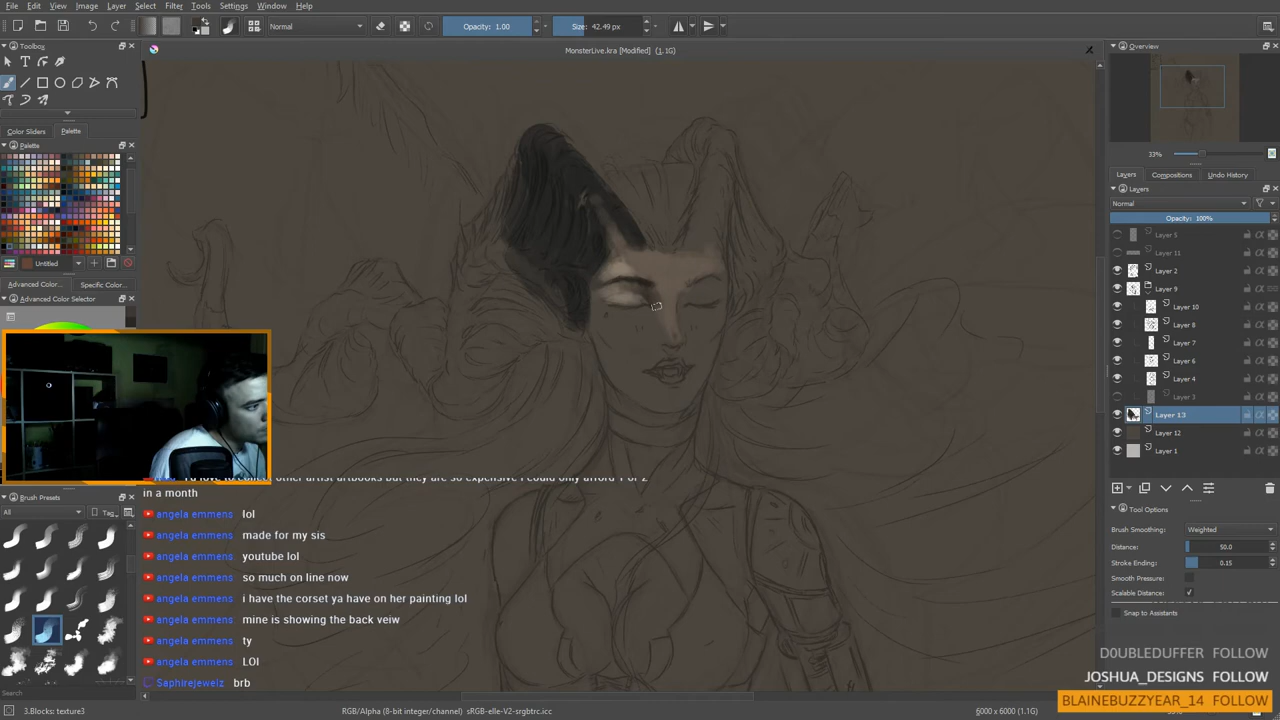 File Edit View Image Layer Select Filter Tools Settings Window Help
Normal
Opacity: 1.00
Size: 42.49 px
MonsterLive.kra [Modified] (1.1G)
Toolbox
Color Sliders
Palette
Palette
Untitled
Advanced Color...
Specific Color...
Advanced Color Selector
in a month
angela emmens lol
angela emmens made for my sis
angela emmens youtube lol
angela emmens so much on line now
angela emmens i have the corset ya have on her painting lol
angela emmens mine is showing the back veiw
angela emmens ty
angela emmens LOl
Saphirejeweiz brb
Brush Presets
All
Tag
Search
3.Blocks: texture3
RGB/Alpha (8-bit integer/channel) sRGB-elle-V2-srgbtrc.icc
6000 x 6000 (1.1G)
Overview
33%
Layers
Compositions
Undo History
Layers
Normal
Opacity: 100%
Layer 5
Layer 11
Layer 2
Layer 9
Layer 10
Layer 8
Layer 7
Layer 6
Layer 4
Layer 3
Layer 13
Layer 12
Layer 1
Tool Options
Brush Smoothing: Weighted
Distance: 50.0
Stroke Ending: 0.15
Smooth Pressure:
Scalable Distance:
Snap to Assistants
D0UBLEDUFFER FOLLOW
JOSHUA_DESIGNS FOLLOW
BLAINEBUZZYEAR_14 FOLLOW